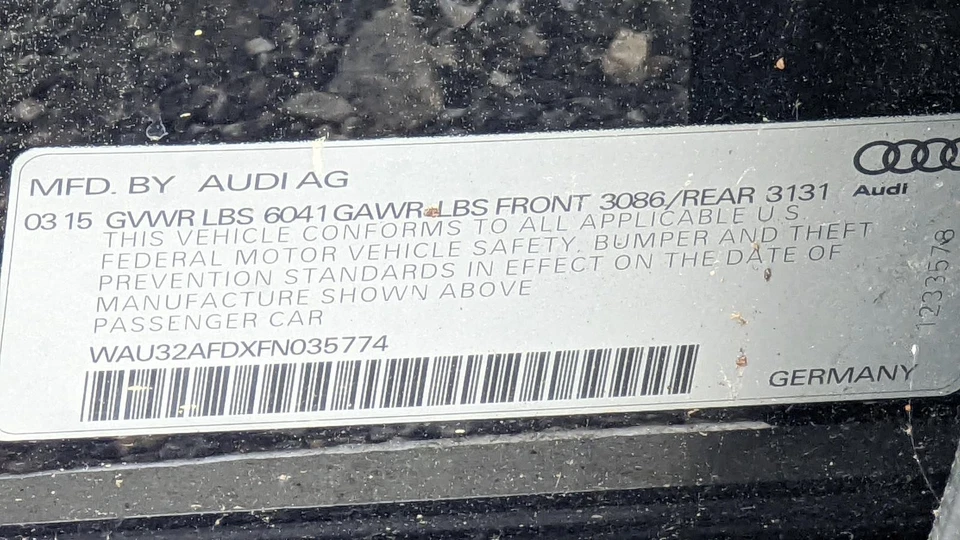 MFD. BY AUDI AG
Audi
03 15 GVWR LBS 6041 GAWR LBS FRONT 3086/REAR 3131
THIS VEHICLE CONFORMS TO ALL APPLICABLE U.S.
FEDERAL MOTOR VEHICLE SAFETY, BUMPER AND THEFT
PREVENTION STANDARDS IN EFFECT ON THE DATE OF
MANUFACTURE SHOWN ABOVE
PASSENGER CAR
WAU32AFDXFN035774
GERMANY
1233578